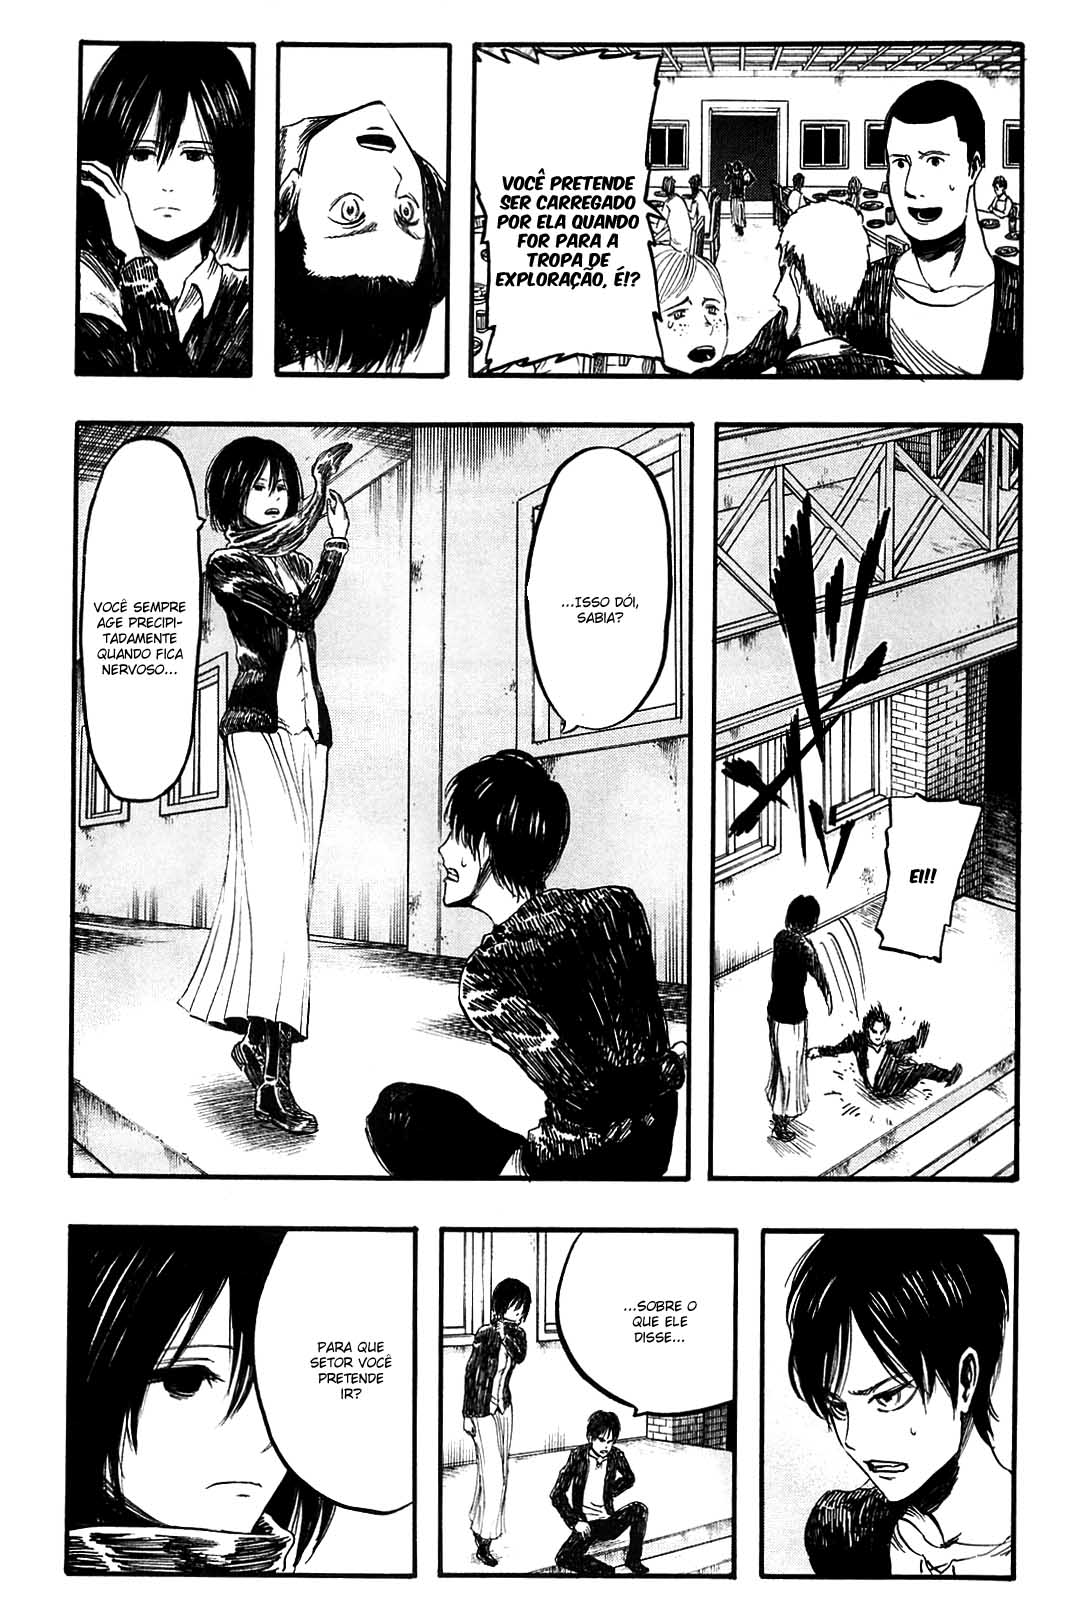 VOCÊ PRETENDE
SER CARREGADO
POR ELA QUANDO
FOR PARA A
TROPA DE
EXPLORAÇÃO, É!?
EI!!
...ISSO DÓI,
SABIA?
VOCÊ SEMPRE
AGE PRECIPI-
TADAMENTE
QUANDO FICA
NERVOSO...
...SOBRE O
QUE ELE
DISSE...
PARA QUE
SETOR VOCÊ
PRETENDE
IR?